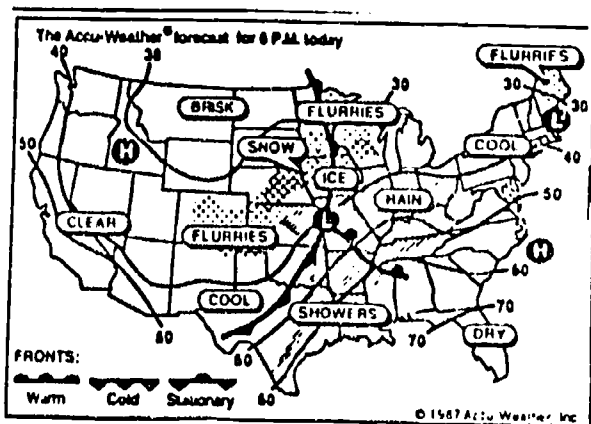 The Accu-Weather® forecast for 8 P.M. today
40 30
FLURRIES
30 30
BRISK
FLURRIES
30
L
50
H
SNOW
COOL
40
ICE
RAIN
50
CLEAR
L
FLURRIES
H
60
COOL
SHOWERS
70
60
60
70
DRY
FRONTS:
60
Warm Cold Stationary
© 1987 Accu-Weather, Inc.